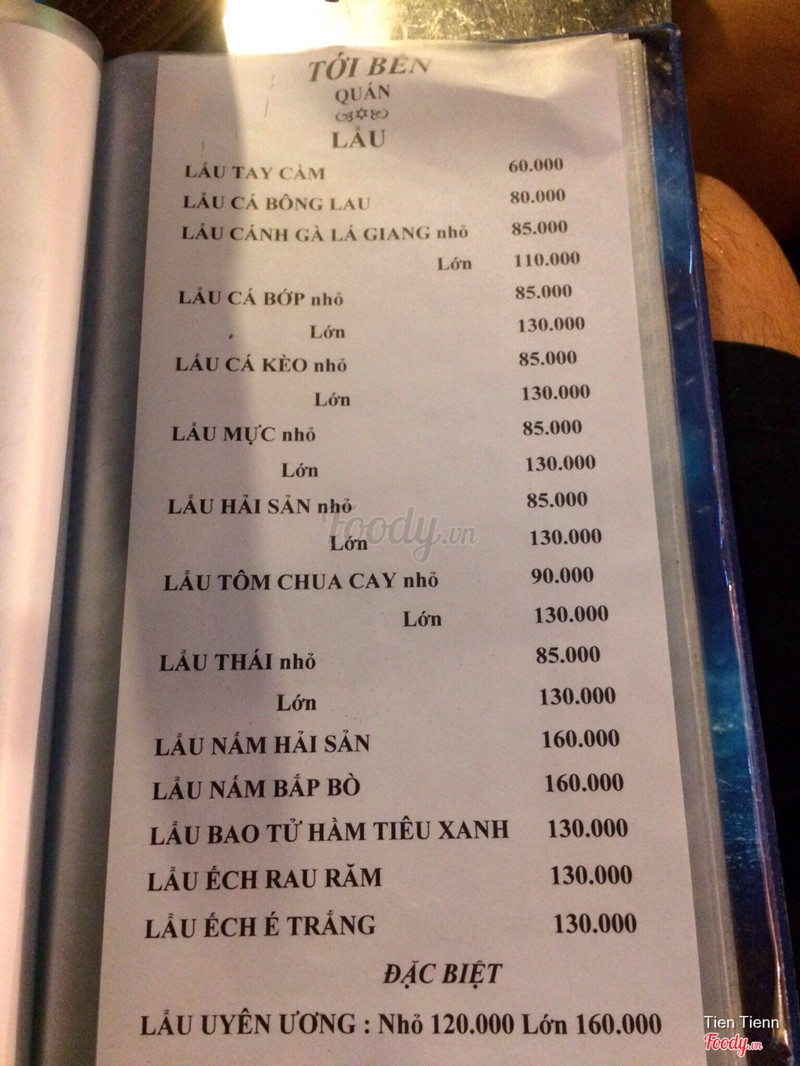 TỚI BẾN
QUÁN
LẨU
LẨU TAY CẦM 60.000
LẨU CÁ BÔNG LAU 80.000
LẨU CÁNH GÀ LÁ GIANG nhỏ 85.000
Lớn 110.000
LẨU CÁ BỚP nhỏ 85.000
Lớn 130.000
LẨU CÁ KÈO nhỏ 85.000
Lớn 130.000
LẨU MỰC nhỏ 85.000
Lớn 130.000
LẨU HẢI SẢN nhỏ 85.000
Foody.vn
Lớn 130.000
LẨU TÔM CHUA CAY nhỏ 90.000
Lớn 130.000
LẨU THÁI nhỏ 85.000
Lớn 130.000
LẨU NẤM HẢI SẢN 160.000
LẨU NẤM BẮP BÒ 160.000
LẨU BAO TỬ HẦM TIÊU XANH 130.000
LẨU ẾCH RAU RĂM 130.000
LẨU ẾCH É TRẮNG 130.000
ĐẶC BIỆT
LẨU UYÊN ƯƠNG : Nhỏ 120.000 Lớn 160.000
Tien Tienn
Foody.vn